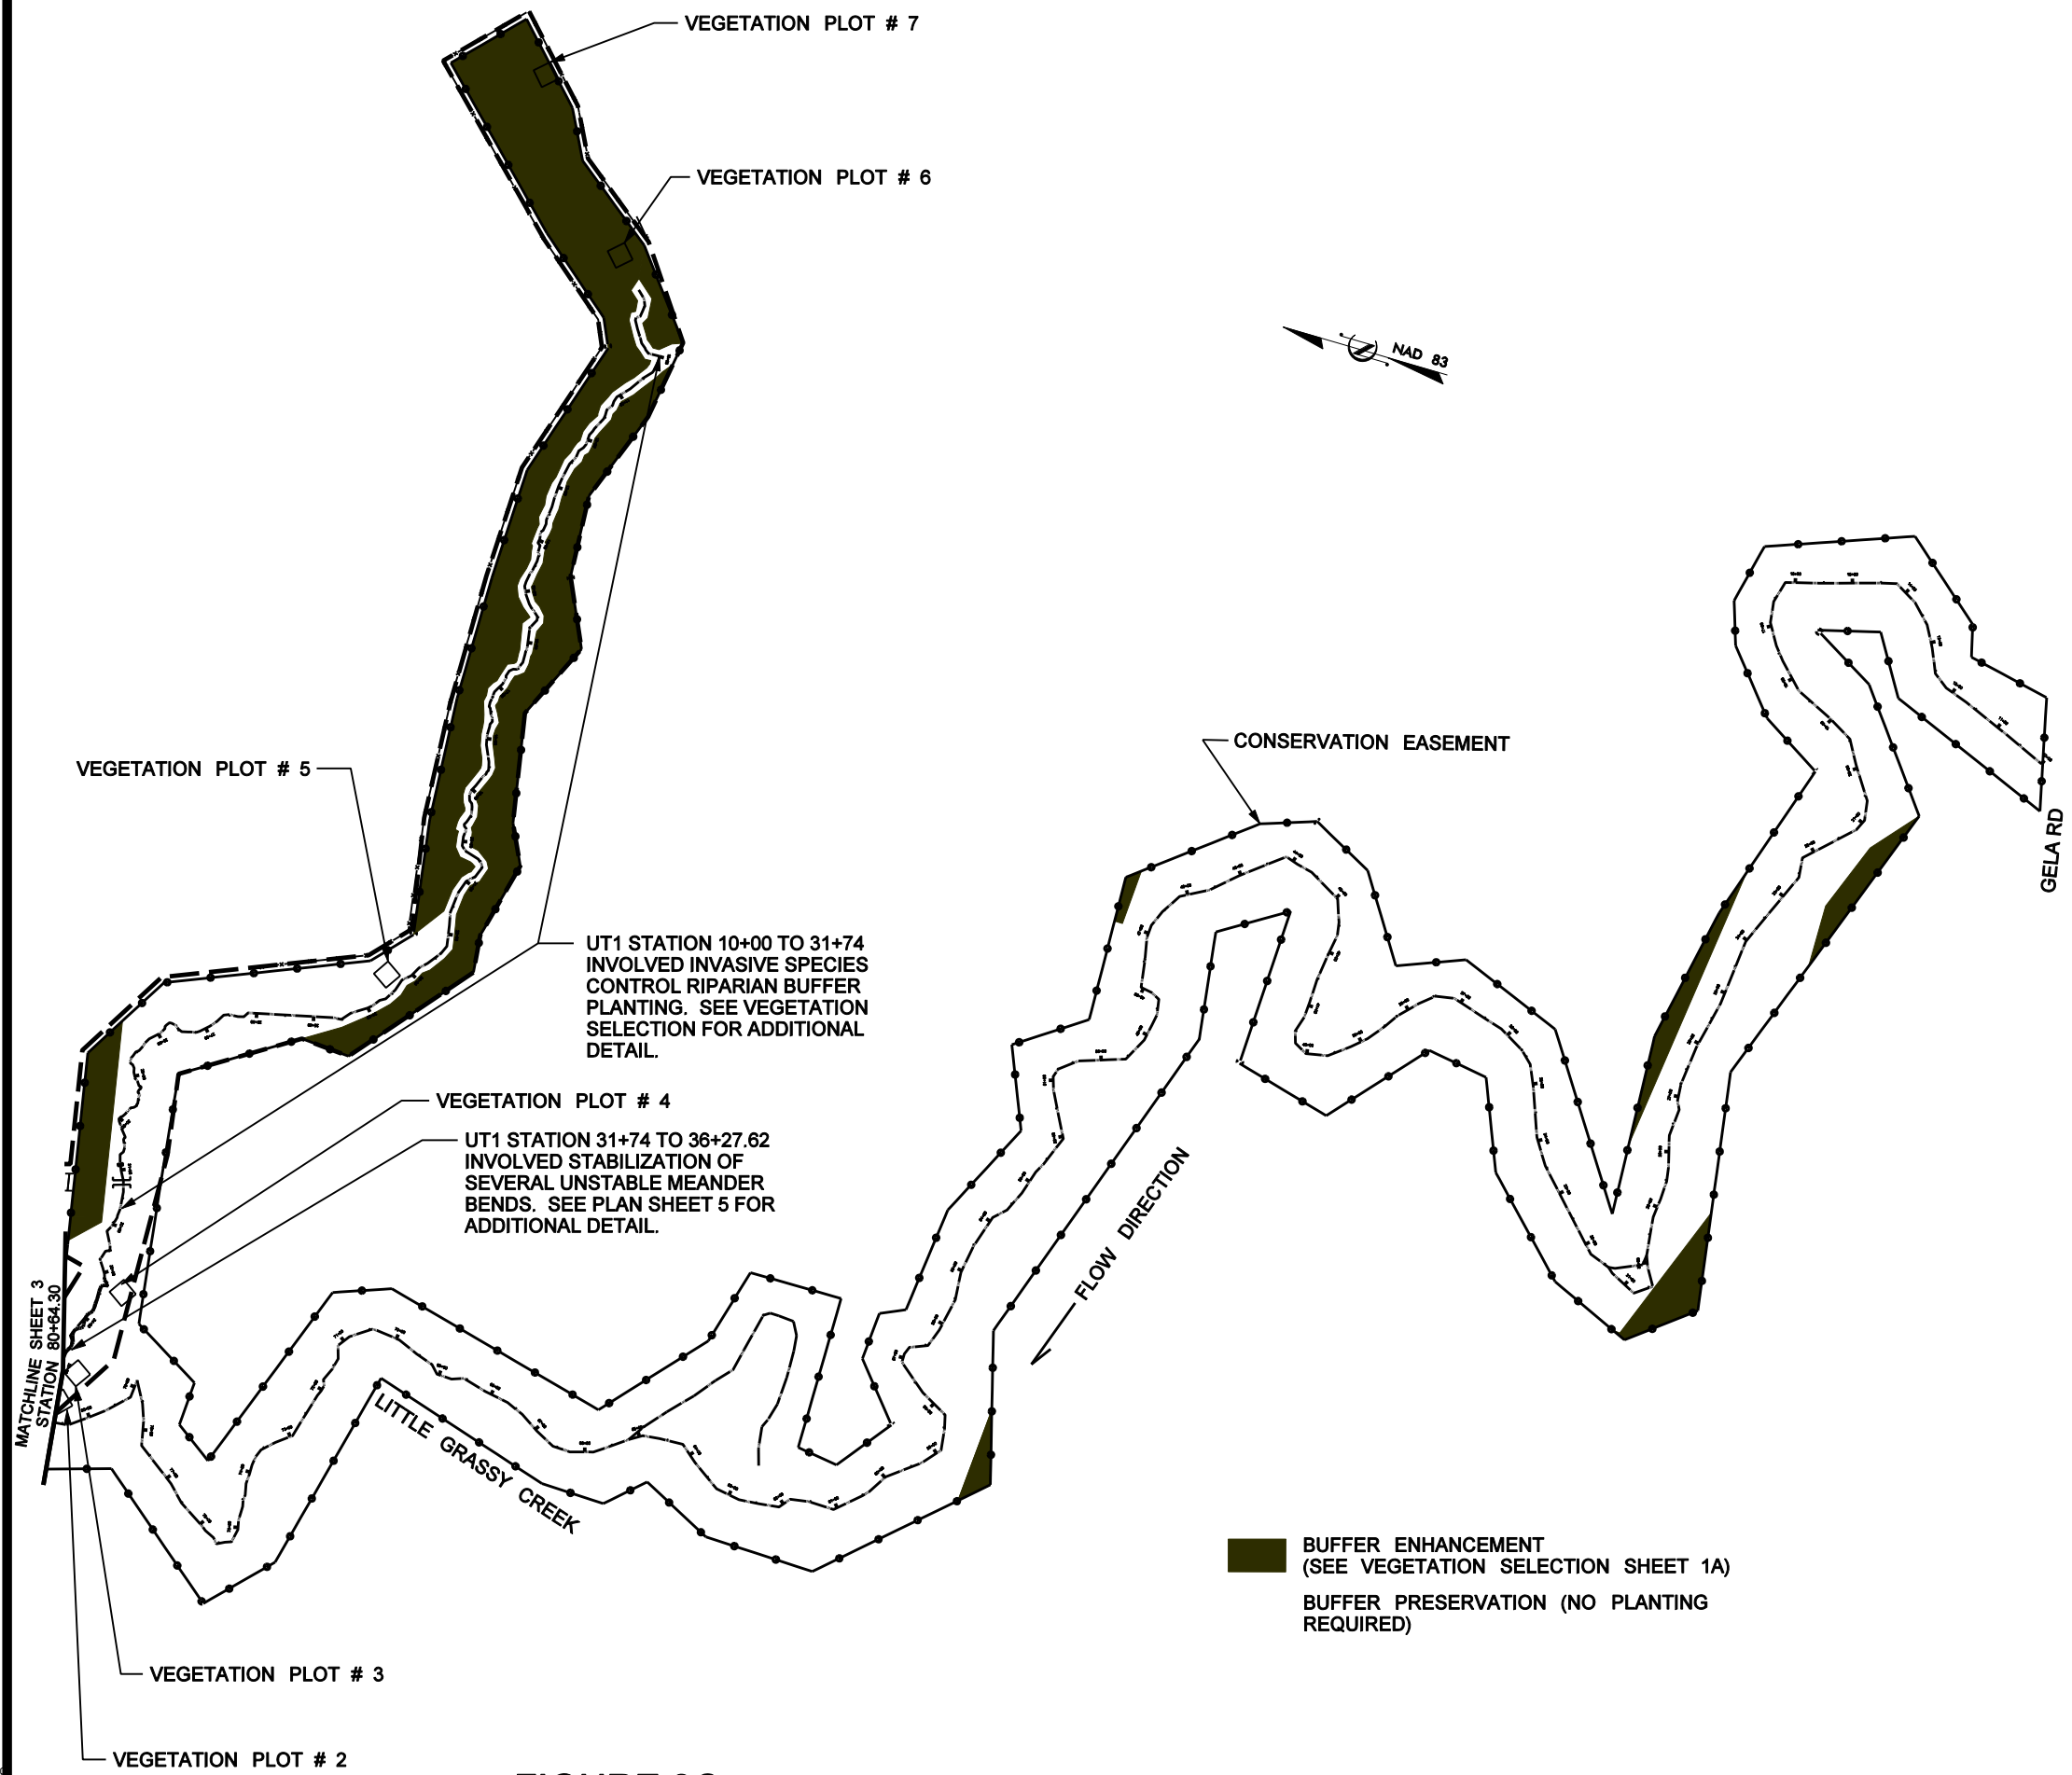 VEGETATION PLOT # 7
VEGETATION PLOT # 6
NAD 83
CONSERVATION EASEMENT
VEGETATION PLOT # 5
GELA RD
UT1 STATION 10+00 TO 31+74
INVOLVED INVASIVE SPECIES
CONTROL RIPARIAN BUFFER
PLANTING. SEE VEGETATION
SELECTION FOR ADDITIONAL
DETAIL.
VEGETATION PLOT # 4
UT1 STATION 31+74 TO 36+27.62
INVOLVED STABILIZATION OF
SEVERAL UNSTABLE MEANDER
BENDS. SEE PLAN SHEET 5 FOR
ADDITIONAL DETAIL.
FLOW DIRECTION
MATCHLINE SHEET 3
STATION 80+64.30
LITTLE GRASSY CREEK
BUFFER ENHANCEMENT
(SEE VEGETATION SELECTION SHEET 1A)
BUFFER PRESERVATION (NO PLANTING
REQUIRED)
VEGETATION PLOT # 3
VEGETATION PLOT # 2